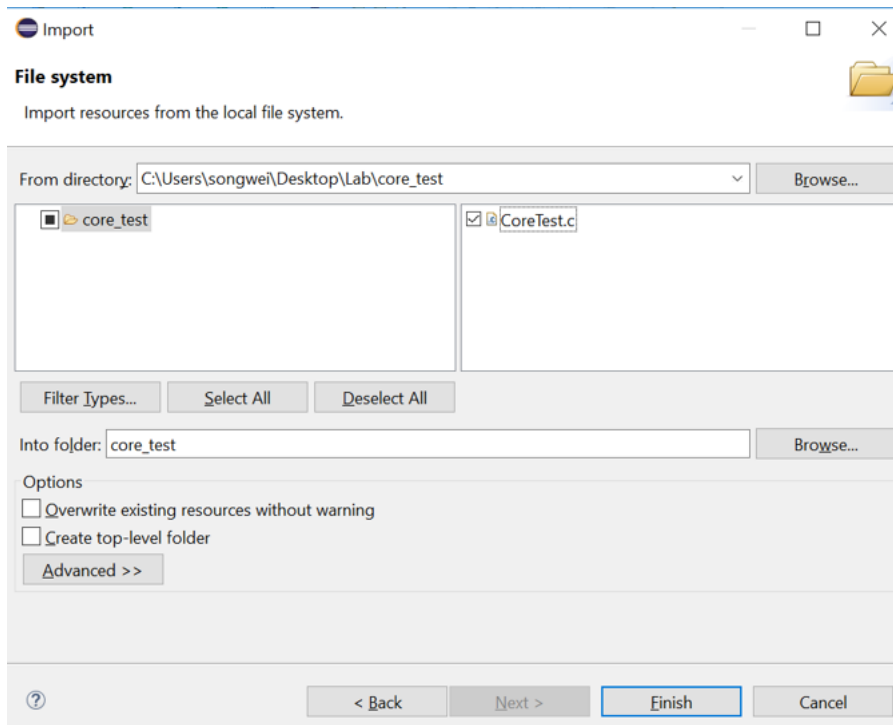 Import
File system
Import resources from the local file system.
From directory: C:\Users\songwei\Desktop\Lab\core_test Browse...
core_test CoreTest.c
Filter Types... Select All Deselect All
Into folder: core_test Browse...
Options
Overwrite existing resources without warning
Create top-level folder
Advanced >>
? < Back Next > Finish Cancel